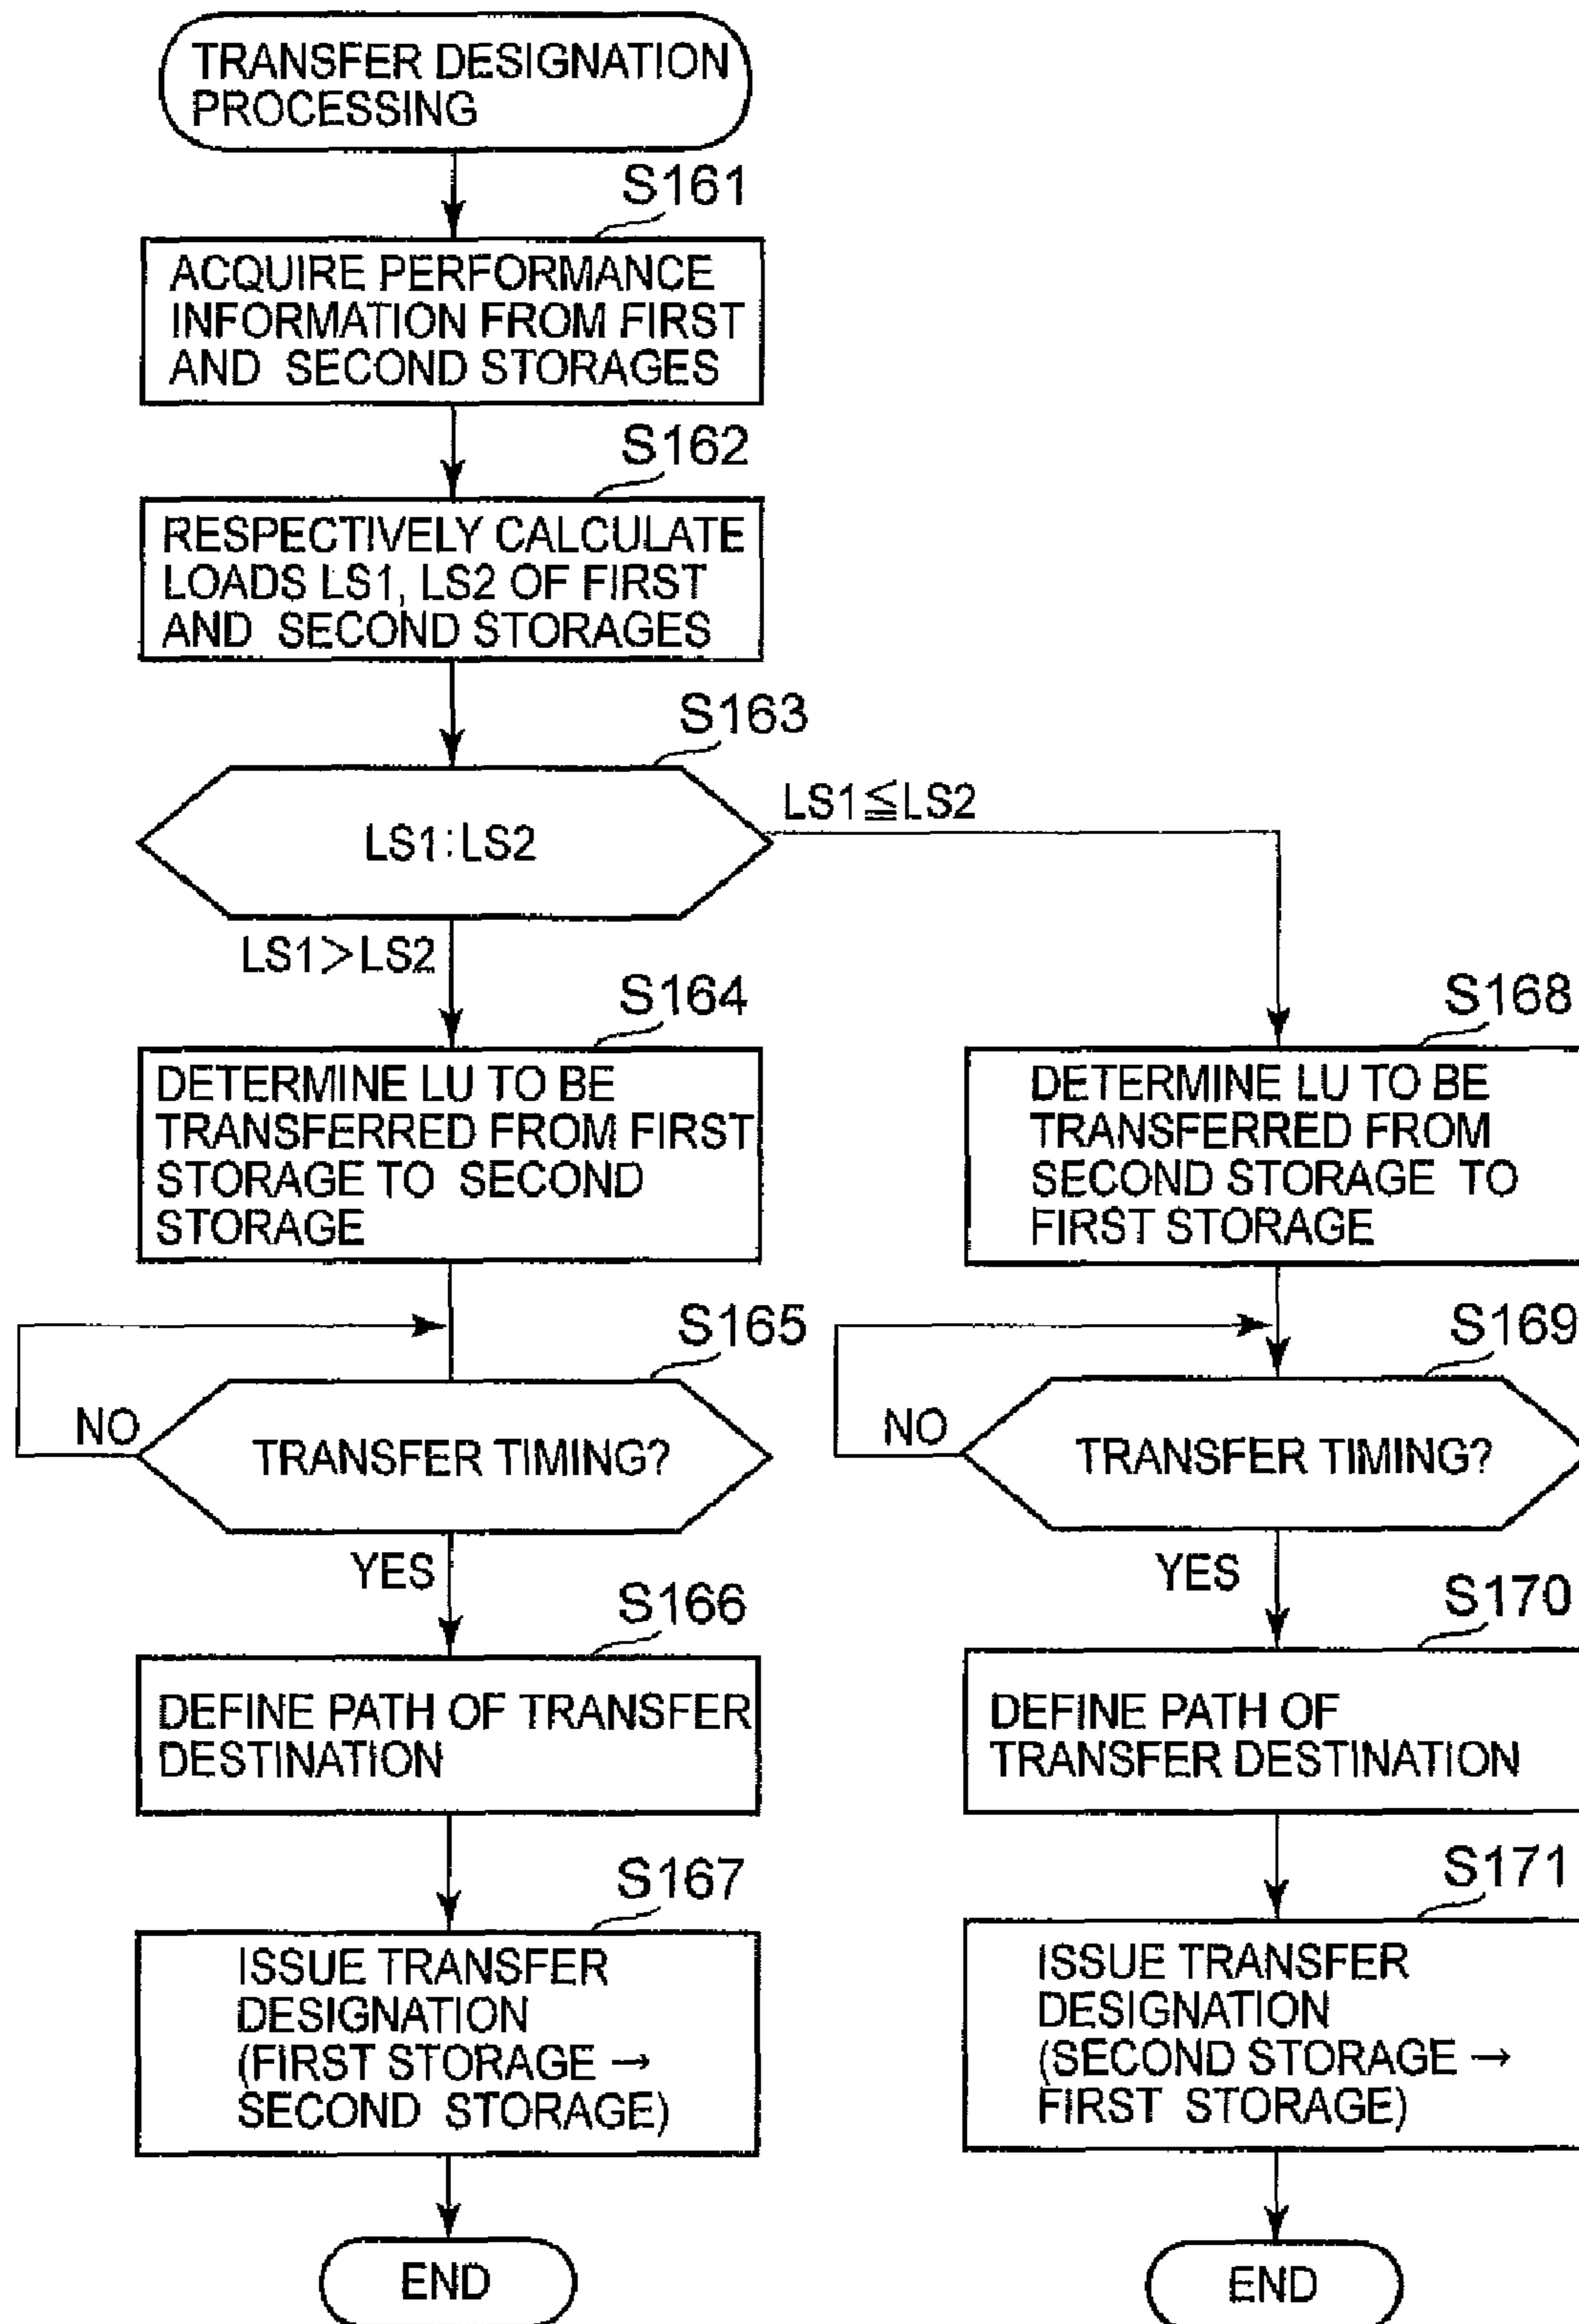 TRANSFER DESIGNATION
PROCESSING
S161
ACQUIRE PERFORMANCE
INFORMATION FROM FIRST
AND SECOND STORAGES
S162
RESPECTIVELY CALCULATE
LOADS LS1, LS2 OF FIRST
AND SECOND STORAGES
S163
LS1:LS2
LS1≦LS2
LS1>LS2
S164
DETERMINE LU TO BE
TRANSFERRED FROM FIRST
STORAGE TO SECOND
STORAGE
S165
NO
TRANSFER TIMING?
YES
S166
DEFINE PATH OF TRANSFER
DESTINATION
S167
ISSUE TRANSFER
DESIGNATION
(FIRST STORAGE →
SECOND STORAGE)
END
S168
DETERMINE LU TO BE
TRANSFERRED FROM
SECOND STORAGE TO
FIRST STORAGE
S169
NO
TRANSFER TIMING?
YES
S170
DEFINE PATH OF
TRANSFER DESTINATION
S171
ISSUE TRANSFER
DESIGNATION
(SECOND STORAGE →
FIRST STORAGE)
END